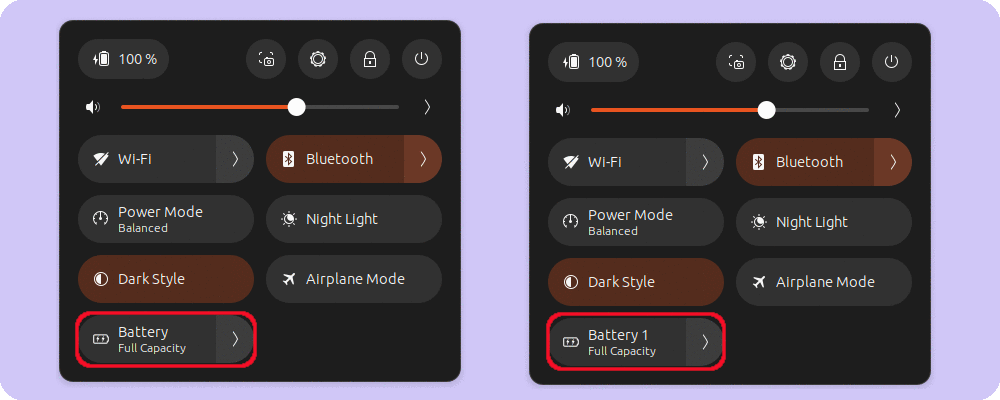 100 %
Wi-Fi
Bluetooth
Power Mode
Balanced
Night Light
Dark Style
Airplane Mode
Battery
Full Capacity
100 %
Wi-Fi
Bluetooth
Power Mode
Balanced
Night Light
Dark Style
Airplane Mode
Battery 1
Full Capacity